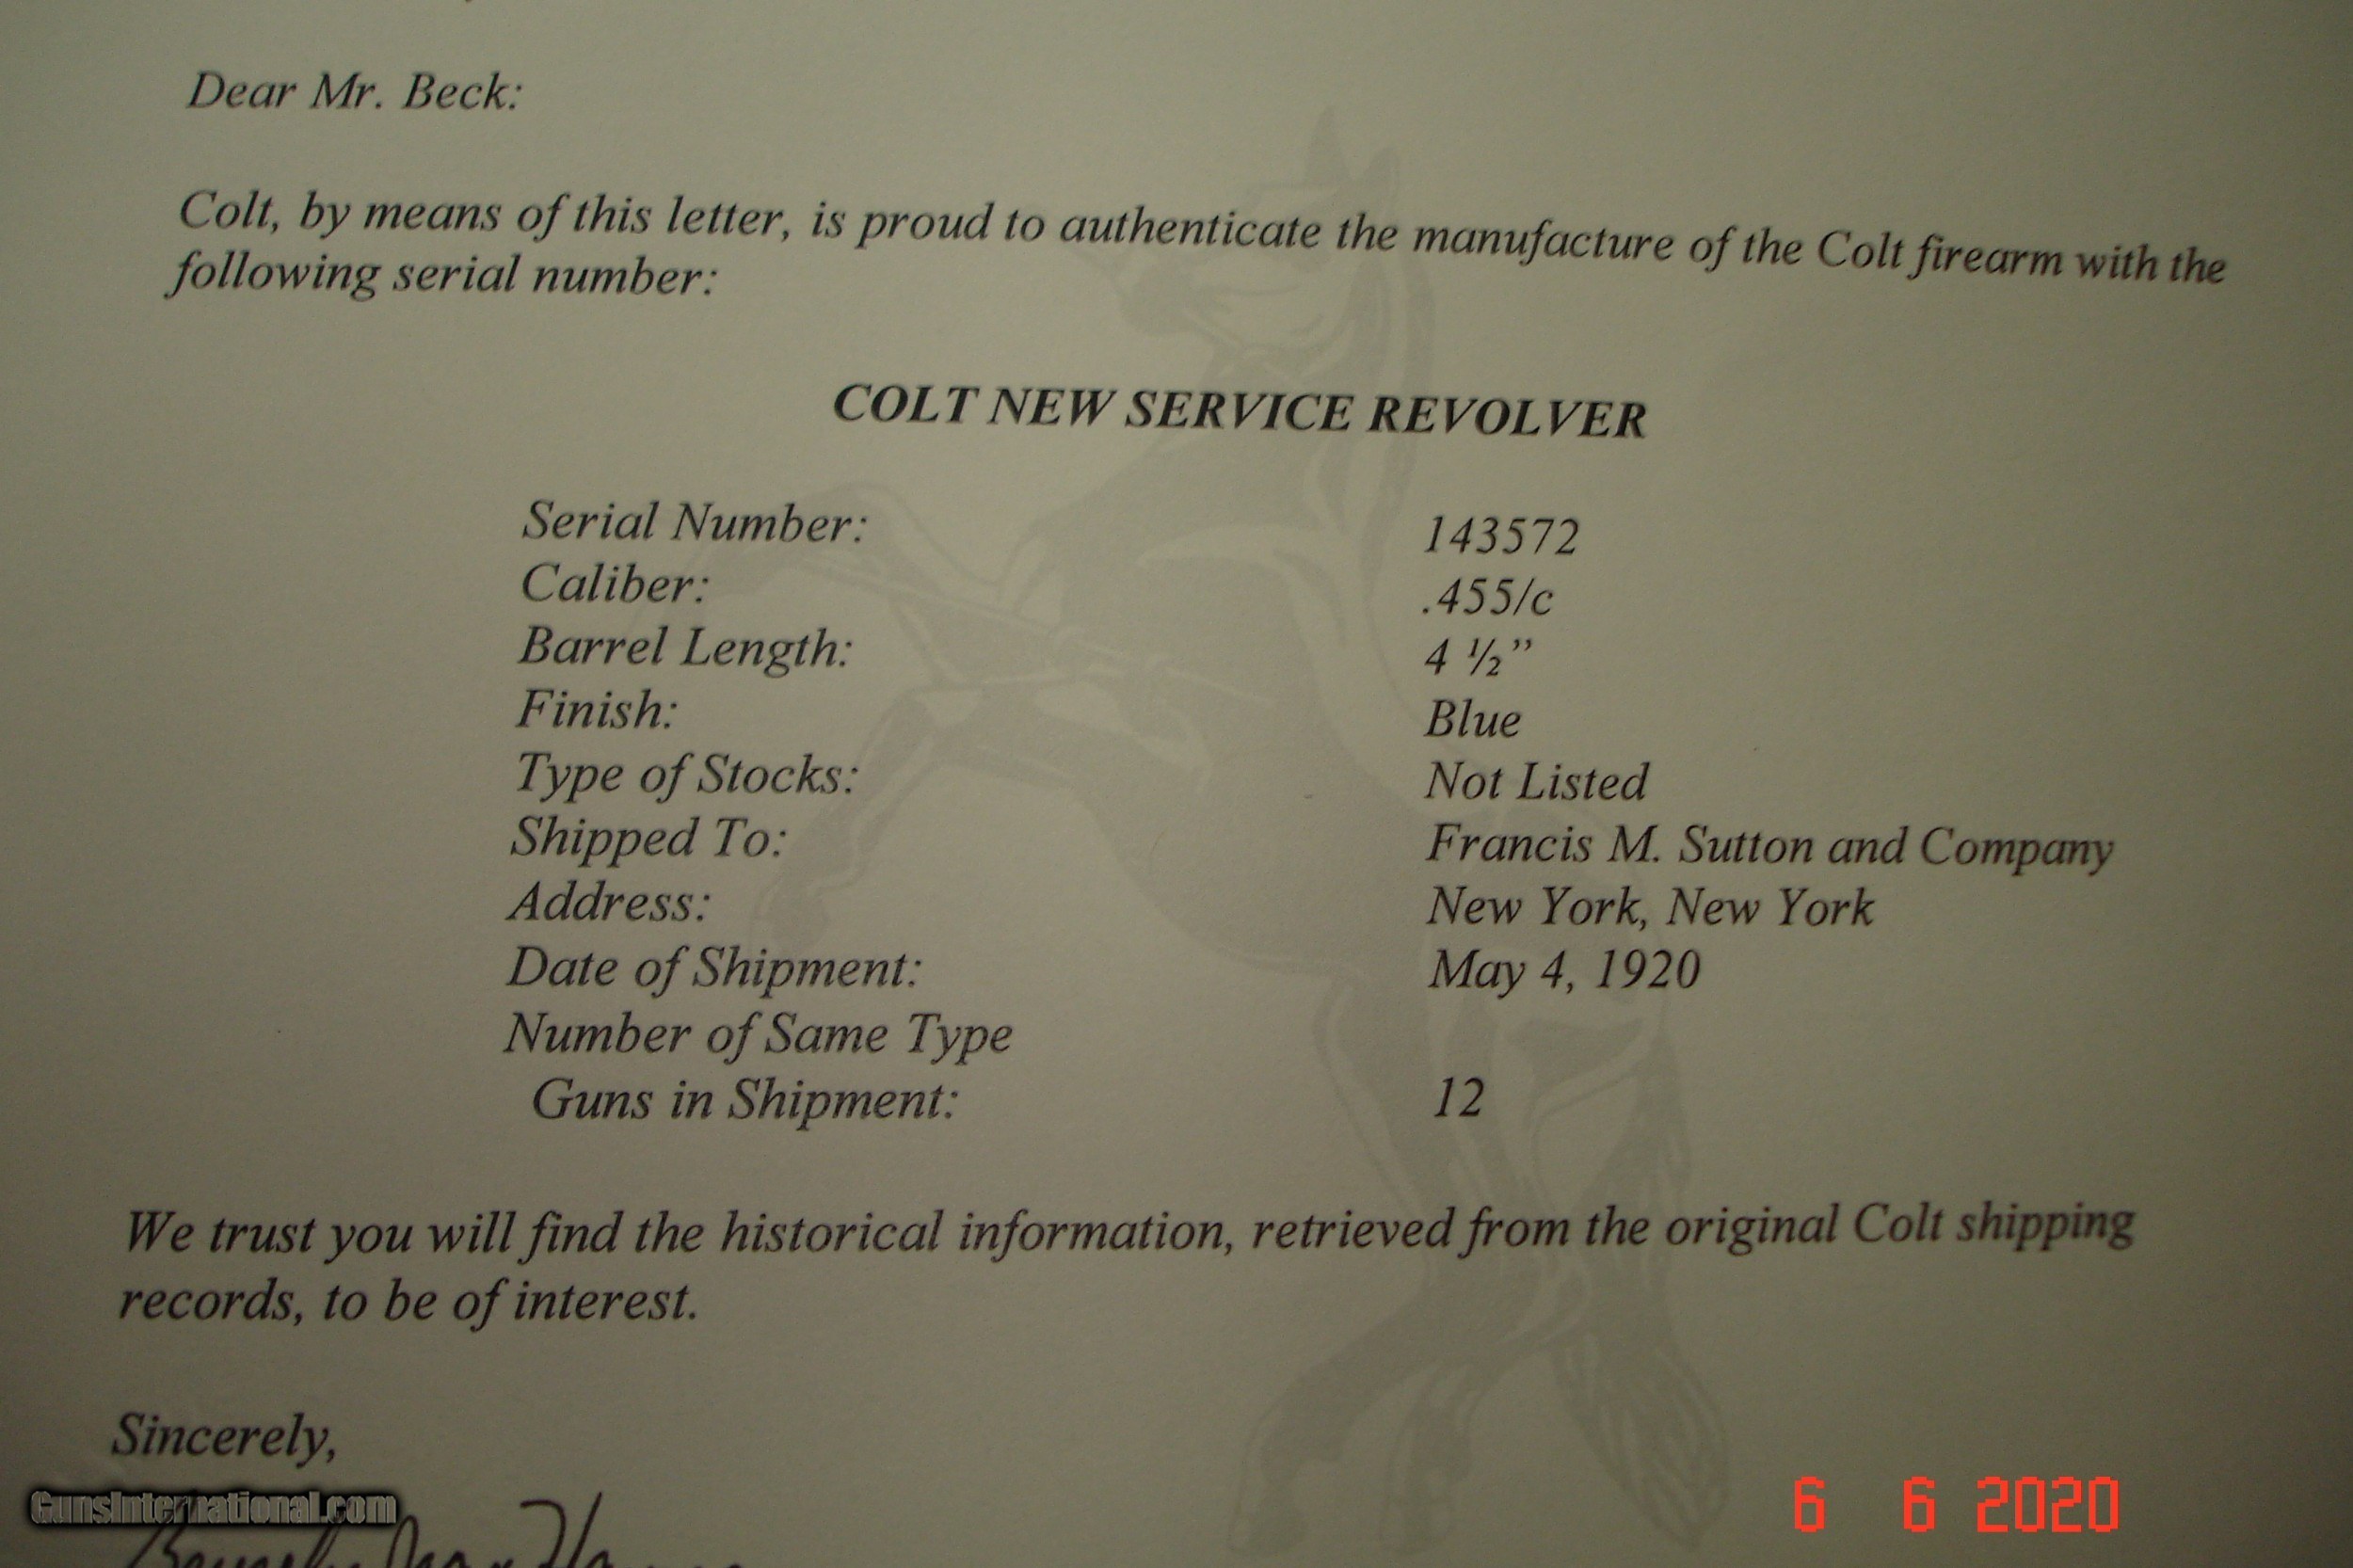 Dear Mr. Beck:
Colt, by means of this letter, is proud to authenticate the manufacture of the Colt firearm with the
following serial number:
COLT NEW SERVICE REVOLVER
Serial Number: 143572
Caliber: .455/c
Barrel Length: 4 ½”
Finish: Blue
Type of Stocks: Not Listed
Shipped To: Francis M. Sutton and Company
Address: New York, New York
Date of Shipment: May 4, 1920
Number of Same Type
Guns in Shipment: 12
We trust you will find the historical information, retrieved from the original Colt shipping
records, to be of interest.
Sincerely,
GunsInternational.com
6 6 2020